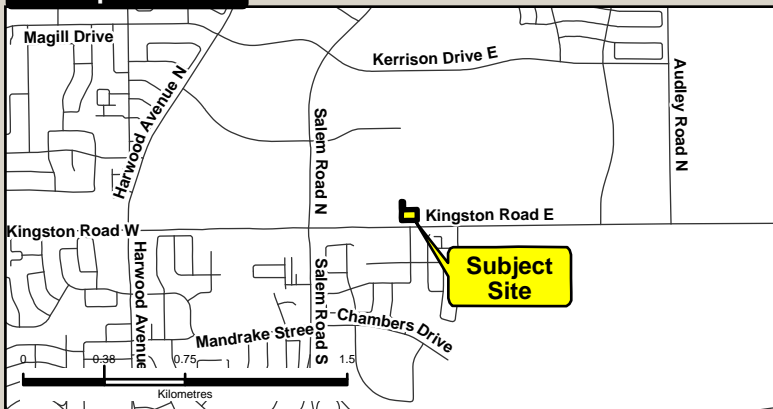 Magill Drive
Harwood Avenue N
Kerrison Drive E
Salem Road N
Audley Road N
Kingston Road W
Kingston Road E
Subject
Site
Harwood Avenue
Salem Road S
Mandrake Stree
Chambers Drive
0 0.38 0.75 1.5
Kilometres